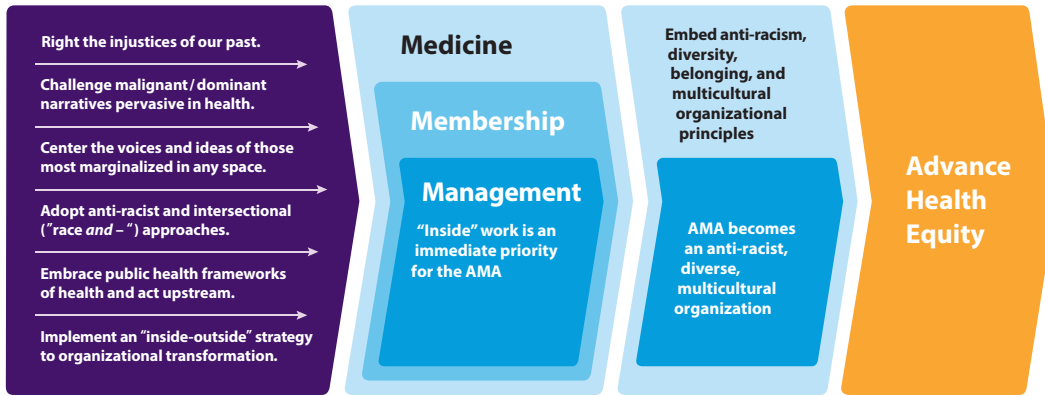 Right the injustices of our past.
Challenge malignant/dominant
narratives pervasive in health.
Center the voices and ideas of those
most marginalized in any space.
Adopt anti-racist and intersectional
("race and – ") approaches.
Embrace public health frameworks
of health and act upstream.
Implement an "inside-outside" strategy
to organizational transformation.
Medicine
Membership
Management
"Inside" work is an
immediate priority
for the AMA
Embed anti-racism,
diversity,
belonging, and
multicultural
organizational
principles
AMA becomes
an anti-racist,
diverse,
multicultural
organization
Advance
Health
Equity